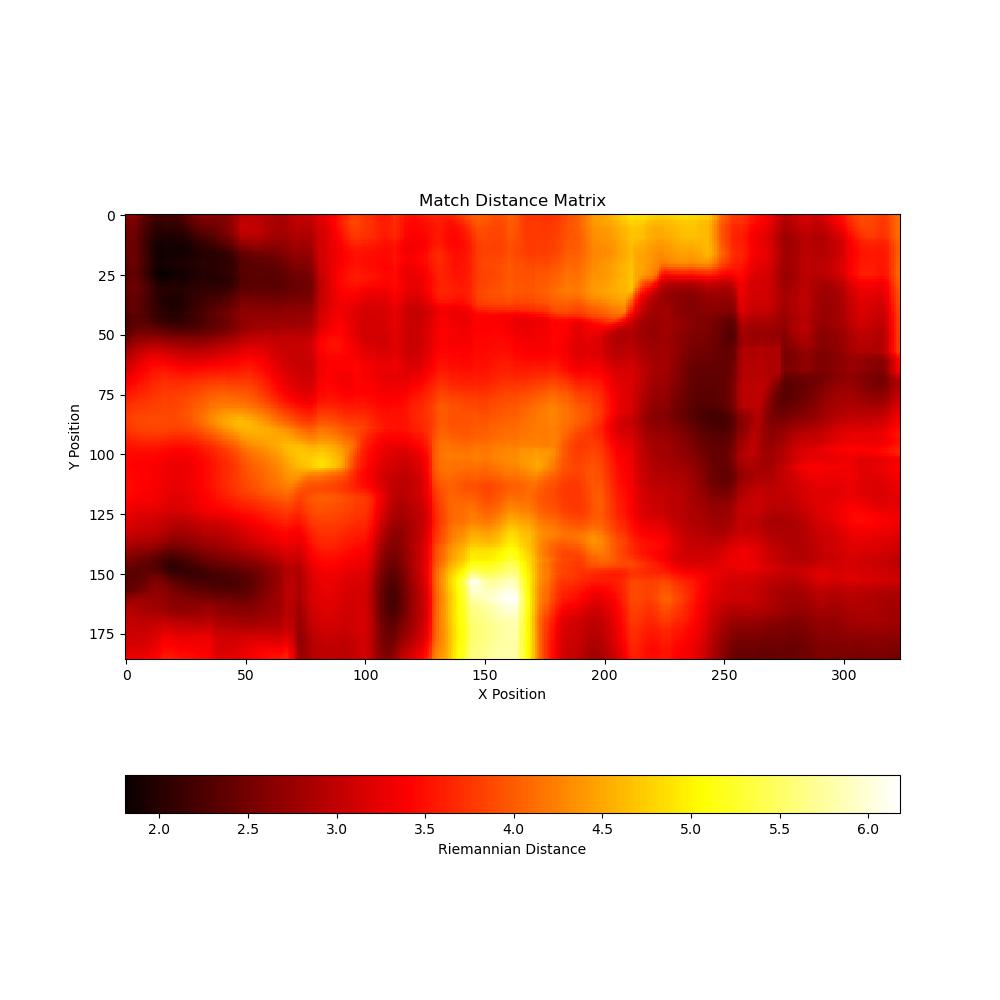 Match Distance Matrix
0
25
50
75
100
125
150
175
Y Position
0 50 100 150 200 250 300
X Position
2.0 2.5 3.0 3.5 4.0 4.5 5.0 5.5 6.0
Riemannian Distance